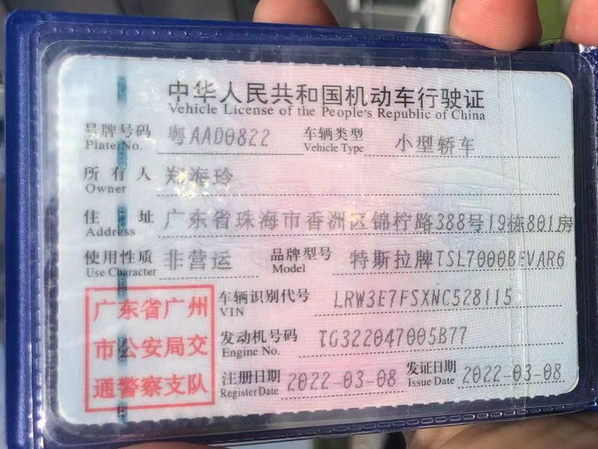 中华人民共和国机动车行驶证
Vehicle License of the People's Republic of China
号牌号码 粤AAD0822 车辆类型 小型轿车
Plate No. Vehicle Type
所有人 郑海玲
Owner
住址 广东省珠海市香洲区锦柠路388号19栋801房
Address
使用性质 非营运 品牌型号 特斯拉牌TSL7000BEVAR6
Use Character Model
广东省广州
市公安局交
通警察支队
车辆识别代号 LRW3E7FSXNC528115
VIN
发动机号码 TG322047005B77
Engine No.
注册日期 2022-03-08 发证日期 2022-03-08
Register Date Issue Date